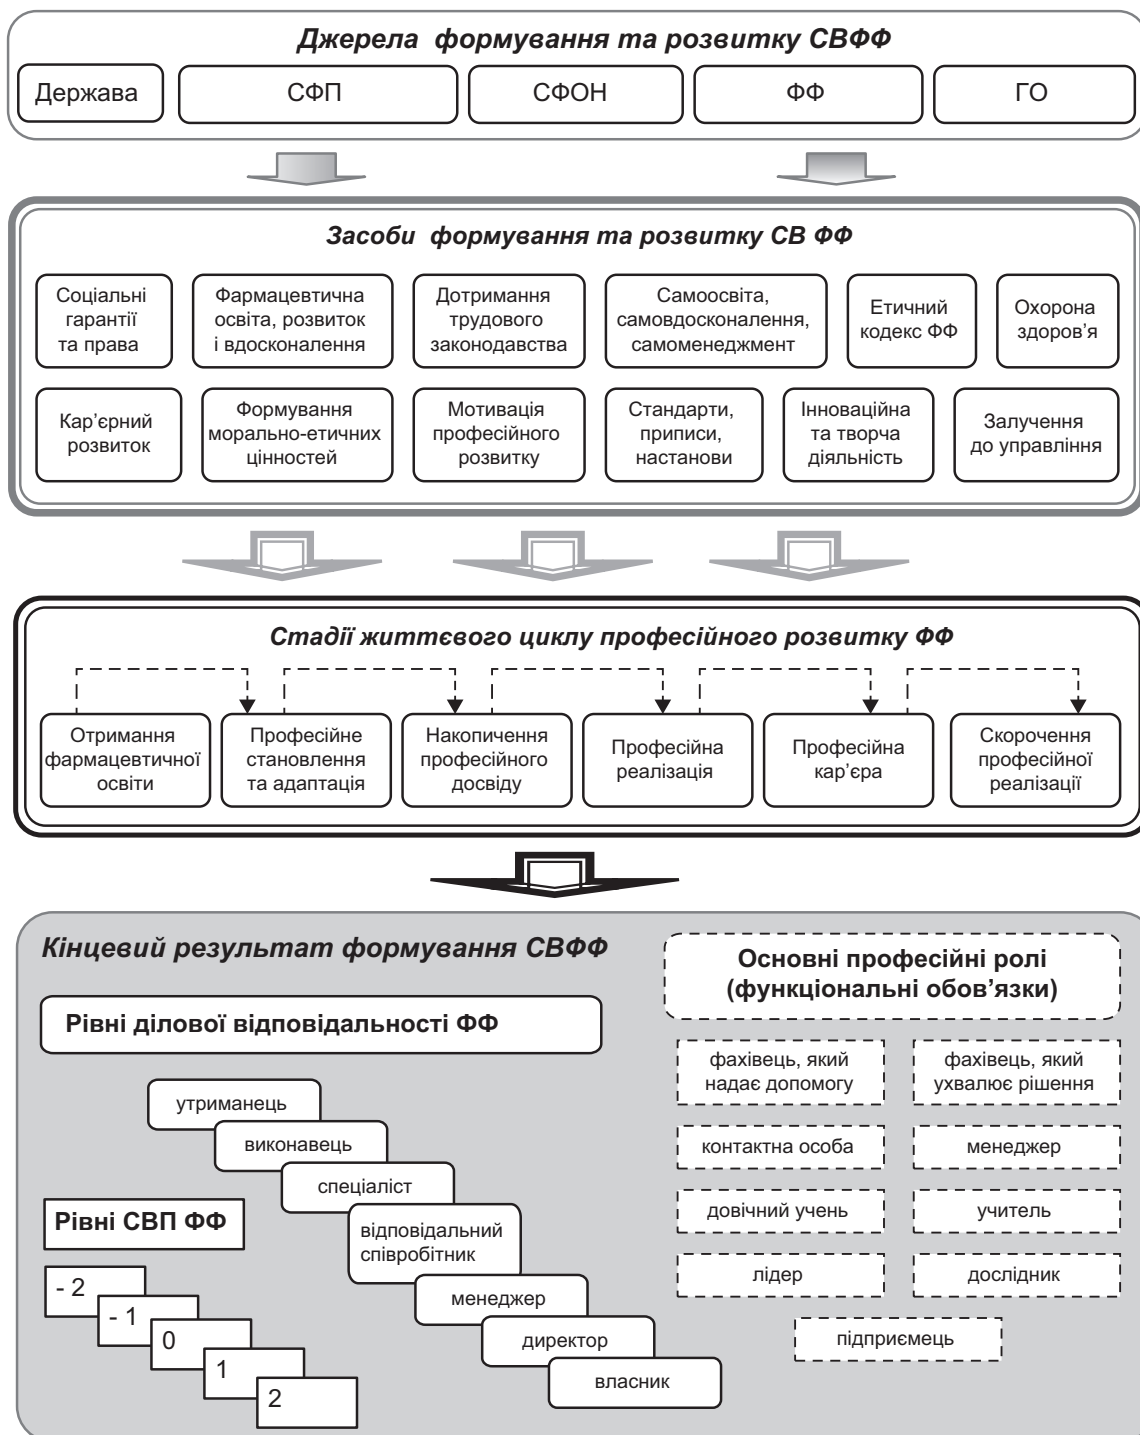 Джерела формування та розвитку СВФФ
Держава
СФП
СФОН
ФФ
ГО
Засоби формування та розвитку СВ ФФ
Соціальні
гарантії
та права
Фармацевтична
освіта, розвиток
і вдосконалення
Дотримання
трудового
законодавства
Самоосвіта,
самовдосконалення,
самоменеджмент
Етичний
кодекс ФФ
Охорона
здоров’я
Кар’єрний
розвиток
Формування
морально-етичних
цінностей
Мотивація
професійного
розвитку
Стандарти,
приписи,
настанови
Інноваційна
та творча
діяльність
Залучення
до управління
Стадії життєвого циклу професійного розвитку ФФ
Отримання
фармацевтичної
освіти
Професійне
становлення
та адаптація
Накопичення
професійного
досвіду
Професійна
реалізація
Професійна
кар’єра
Скорочення
професійної
реалізації
Кінцевий результат формування СВФФ
Рівні ділової відповідальності ФФ
утриманець
виконавець
спеціаліст
відповідальний
співробітник
менеджер
директор
власник
Рівні СВП ФФ
- 2
- 1
0
1
2
Основні професійні ролі
(функціональні обов’язки)
фахівець, який
надає допомогу
фахівець, який
ухвалює рішення
контактна особа
менеджер
довічний учень
учитель
лідер
дослідник
підприємець